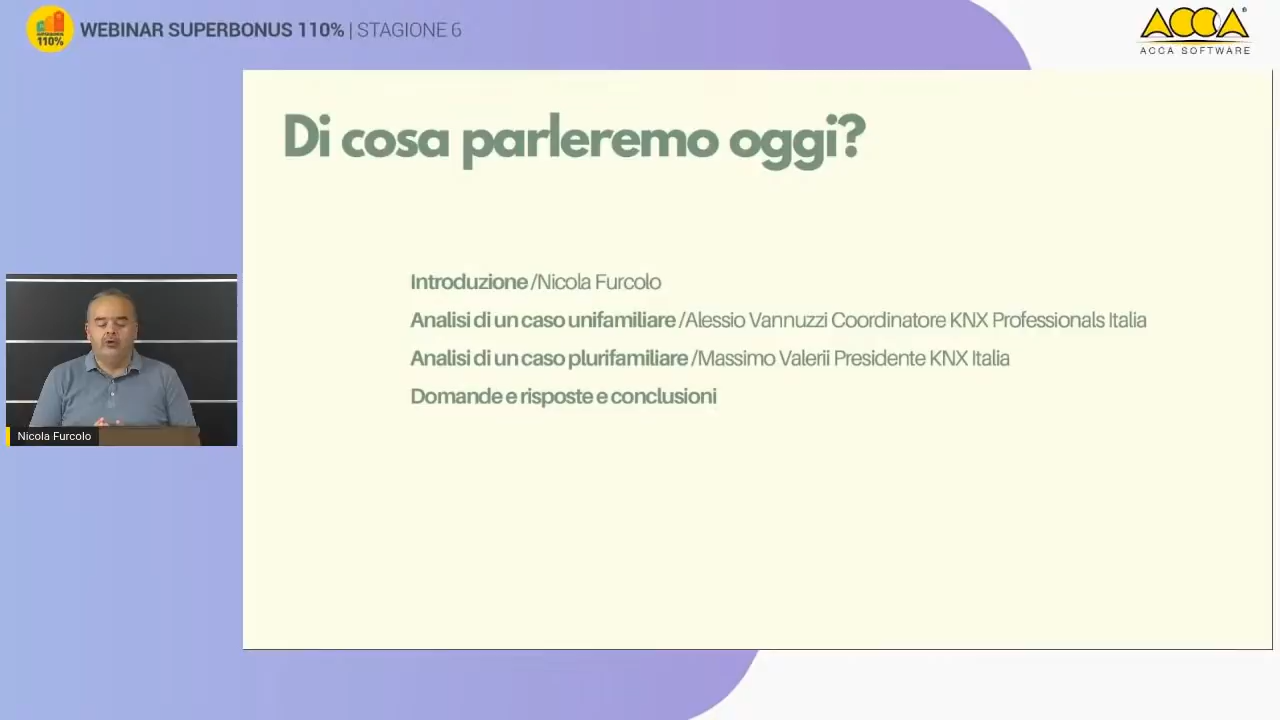 SUPERBONUS
110%
WEBINAR SUPERBONUS 110% | STAGIONE 6
ACCA
ACCA SOFTWARE
Di cosa parleremo oggi?
Introduzione /Nicola Furcolo
Analisi di un caso unifamiliare /Alessio Vannuzzi Coordinatore KNX Professionals Italia
Analisi di un caso plurifamiliare /Massimo Valerii Presidente KNX Italia
Domande e risposte e conclusioni
Nicola Furcolo